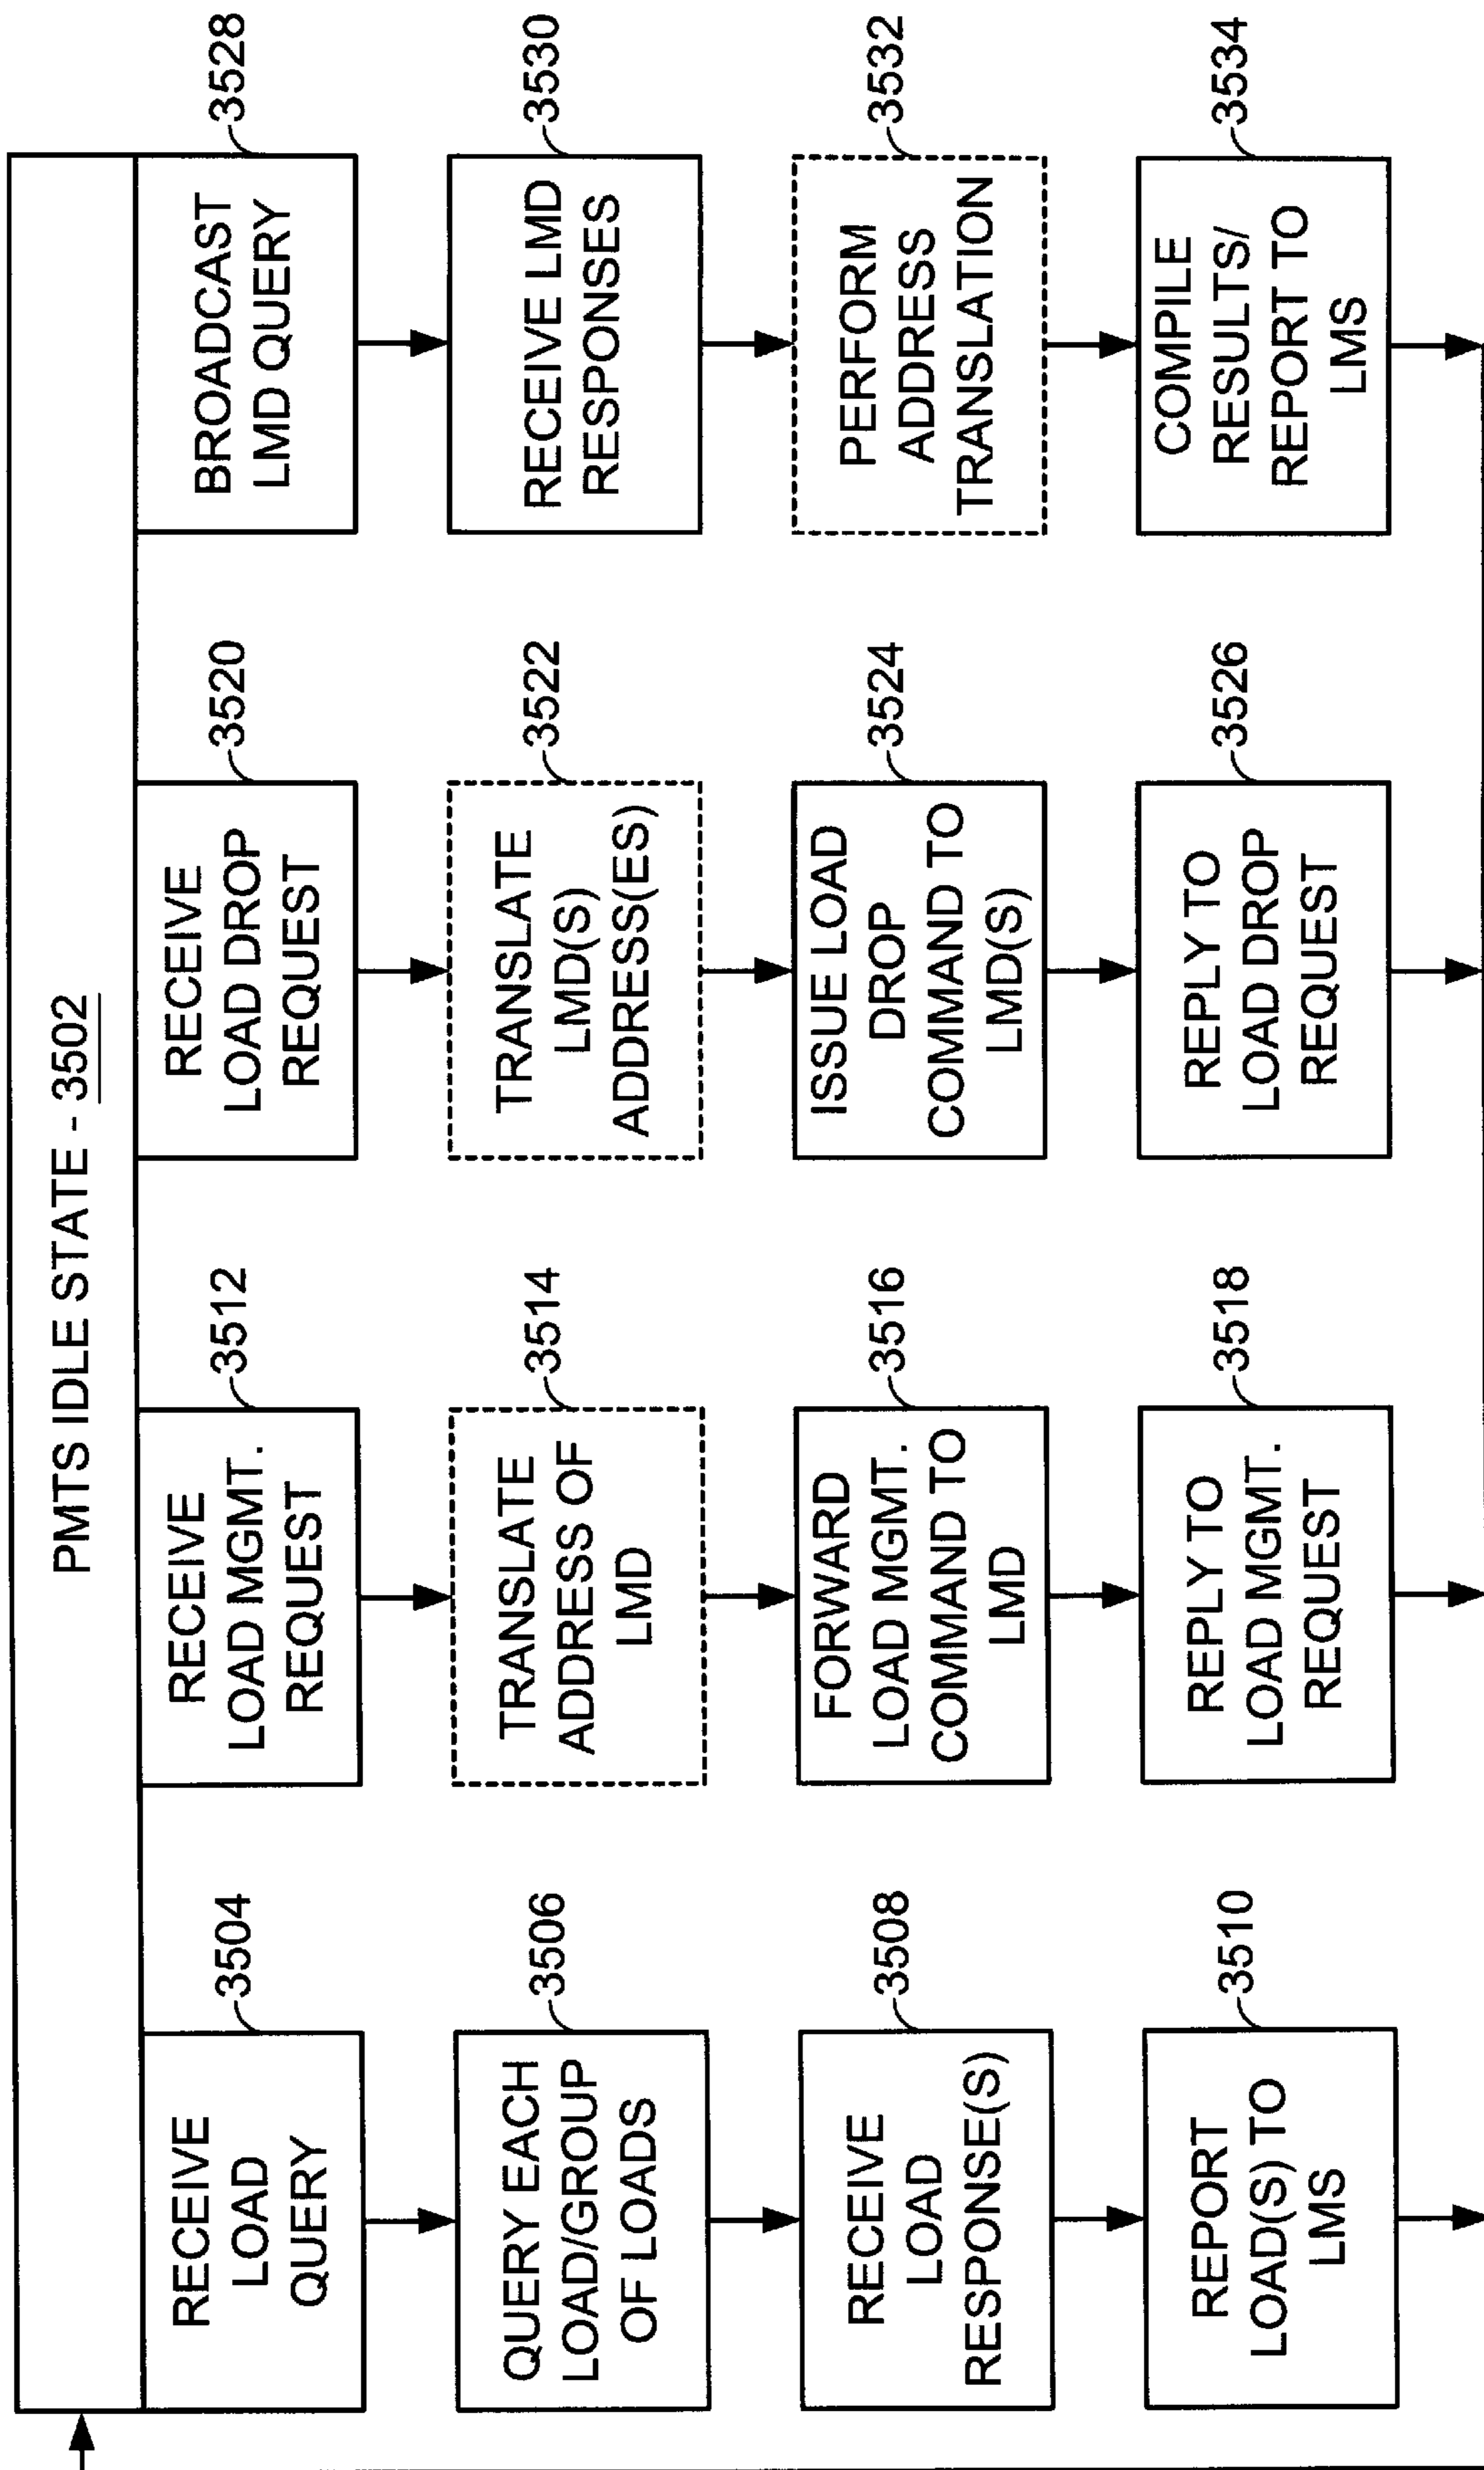 PMTS IDLE STATE - 3502
RECEIVE
LOAD
QUERY
3504
QUERY EACH
LOAD/GROUP
OF LOADS
3506
RECEIVE
LOAD
RESPONSE(S)
3508
REPORT
LOAD(S) TO
LMS
3510
RECEIVE
LOAD MGMT.
REQUEST
3512
TRANSLATE
ADDRESS OF
LMD
3514
FORWARD
LOAD MGMT.
COMMAND TO
LMD
3516
REPLY TO
LOAD MGMT.
REQUEST
3518
RECEIVE
LOAD DROP
REQUEST
3520
TRANSLATE
LMD(S)
ADDRESS(ES)
3522
ISSUE LOAD
DROP
COMMAND TO
LMD(S)
3524
REPLY TO
LOAD DROP
REQUEST
3526
BROADCAST
LMD QUERY
3528
RECEIVE LMD
RESPONSES
3530
PERFORM
ADDRESS
TRANSLATION
3532
COMPILE
RESULTS/
REPORT TO
LMS
3534